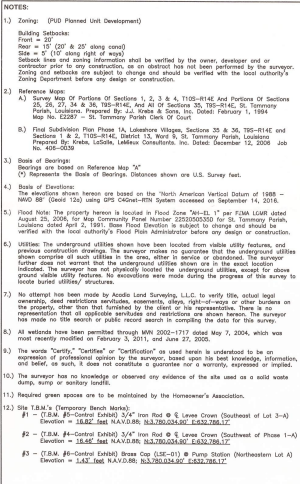 NOTES:
1.) Zoning: (PUD Planned Unit Development)
Building Setbacks:
Front = 20'
Rear = 15' (20' & 25' along canal)
Side = 5' (10' along right of ways)
Setback lines and zoning information shall be verified by the owner, developer and or
contractor prior to any construction, as an abstract has not been performed by the surveyor.
Zoning and setbacks are subject to change and should be verified with the local authority's
Zoning Department before any design or construction.
2.) Reference Maps:
A.) Survey Map Of Portions Of Sections 1, 2, 3 & 4, T10S-R14E And Portions Of Sections
25, 26, 27, 34 & 36, T9S-R14E, And All Of Sections 35, T9S-R14E, St. Tammany
Parish, Louisiana. Prepared By: J.J. Krebs & Sons, Inc. Dated: February 1, 1994
Map No. E2287 - St. Tammany Parish Clerk Of Court
B.) Final Subdivision Plan Phase 1A, Lakeshore Villages, Sections 35 & 36, T9S-R14E and
Sections 1 & 2, T10S-R14E, District 13, Ward 9, St. Tammany Parish, Louisiana
Prepared By: Krebs, LaSalle, LeMieux Consultants, Inc. Dated: December 12, 2006 Job
No. 406-0039
3.) Basis of Bearings:
Bearings are based on Reference Map "A"
(*) Represents the Basis of Bearings. Distances shown are U.S. Survey feet.
4.) Basis of Elevations:
The elevations shown hereon are based on the "North American Vertical Datum of 1988 -
NAVD 88" (Geoid 12a) using GPS C4Gnet-RTN System accessed on September 14, 2016.
5.) Flood Note: The property hereon is located in Flood Zone "AH-EL 1" per F.I.M.A LUMR dated
August 25, 2006, for Map Community Panel Number 2252050535D for St. Tammany Parish,
Louisiana dated April 2, 1991. Base Flood Elevation is subject to change and should be
verified with the local authority's Flood Plain Administrator before any design or construction.
6.) Utilities: The underground utilities shown have been located from visible utility features, and
previous construction drawings. The surveyor makes no guarantee that the underground utilities
shown comprise all such utilities in the area, either in service or abandoned. The surveyor
further does not warrant that the underground utilities shown are in the exact location
indicated. The surveyor has not physically located the underground utilities, except for above
ground visible utility features. No excavations were made during the progress of this survey to
locate buried utilities/ structures.
7.) No attempt has been made by Acadia Land Surveying, L.L.C. to verify title, actual legal
ownership, deed restrictions, servitudes, easements, alleys, right-of-ways or other burdens on
the property, other than that furnished by the client or his representative. There is no
representation that all applicable servitudes and restrictions are shown hereon. The surveyor
has made no title search or public record search in compiling the data for this survey.
8.) All wetlands have been permitted through MVN 2002-1717 dated May 7, 2004, which was
most recently modified on February 3, 2011, and June 27, 2005.
9.) The words "Certify," "Certifies" or "Certification" as used herein is understood to be an
expression of professional opinion by the surveyor, based upon his best knowledge, information,
and belief, as such, it does not constitute a guarantee nor a warranty, expressed or implied.
10.) The surveyor has no knowledge or observed any evidence of the site used as a solid waste
dump, sump or sanitary landfill.
11.) Required green spaces are to be maintained by the Homeowner's Association.
12.) Site T.B.M.'s (Temporary Bench Marks):
#1 - (T.B.M. #5-Control Exhibit) 3/4" Iron Rod @ ℄ Levee Crown (Southeast of Lot 3-A)
Elevation = 16.82' feet N.A.V.D.88; N:3,780,034.90' E:632,786.17'
#2 - (T.B.M. #4-Control Exhibit) 3/4" Iron Rod @ ℄ Levee Crown (Southwest of Phase 1-A)
Elevation = 16.46' feet N.A.V.D.88; N:3,780,034.90' E:632,786.17'
#3 - (T.B.M. #6-Control Exhibit) Brass Cap (LSE-01) @ Pump Station (Northeastern Lot A)
Elevation = 1.43' feet N.A.V.D.88; N:3,780,034.90' E:632,786.17'